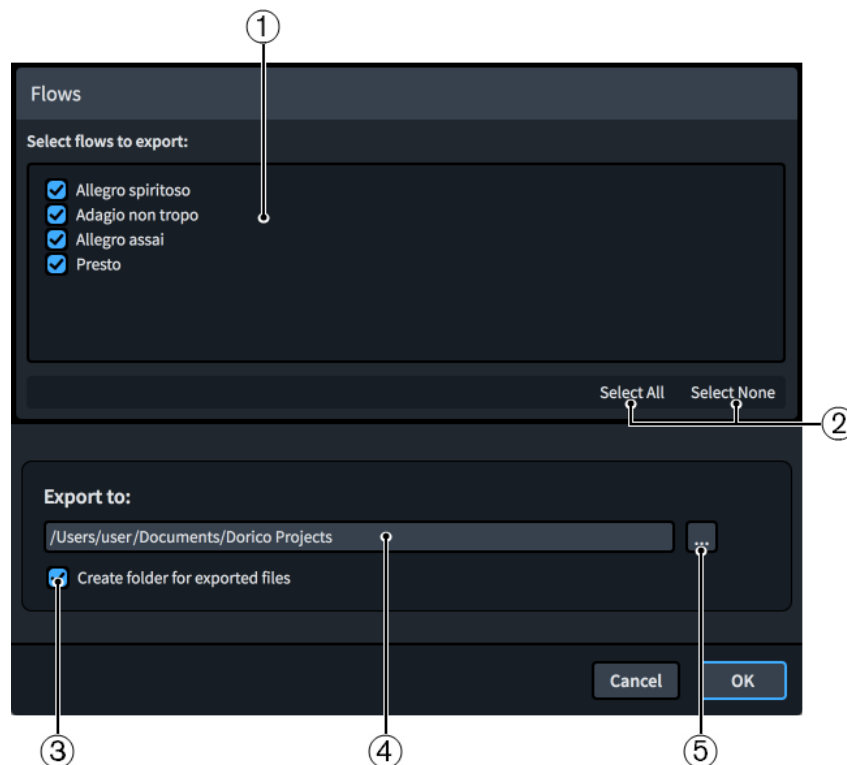 ①
Flows
Select flows to export:
Allegro spiritoso
Adagio non tropo
Allegro assai
Presto
Select All Select None
②
Export to:
/Users/user/Documents/Dorico Projects
...
Create folder for exported files
Cancel OK
③ ④ ⑤